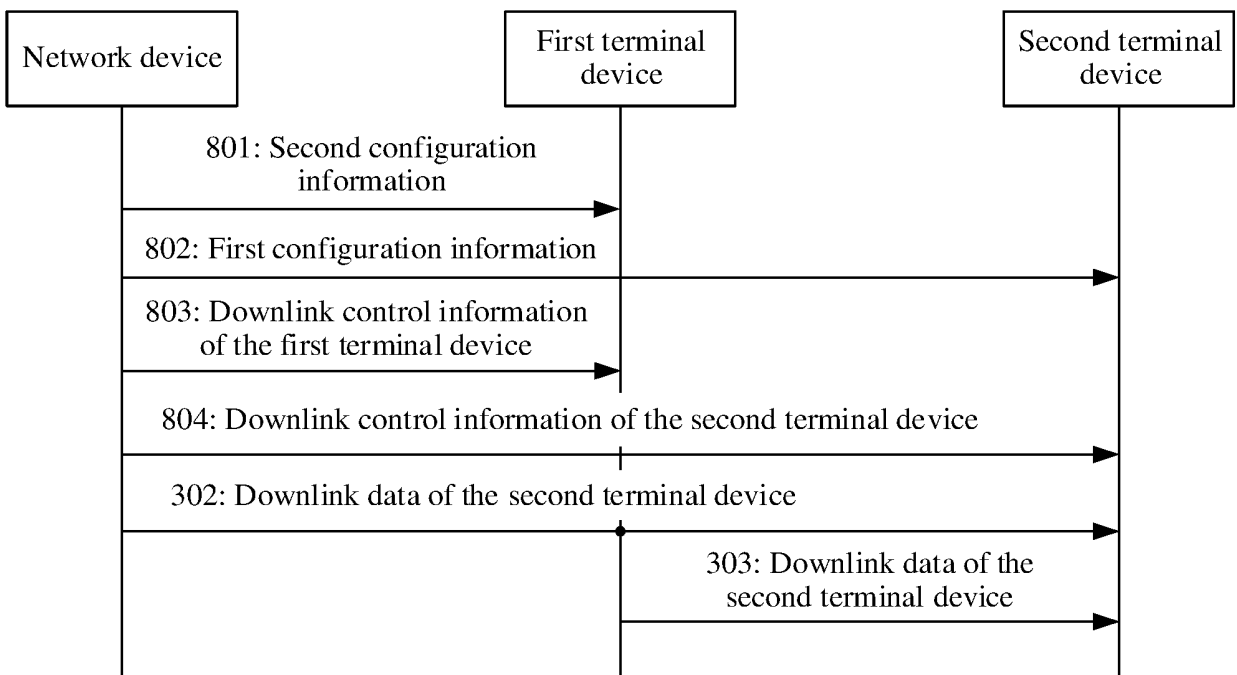 Network device
First terminal
device
Second terminal
device
801: Second configuration
information
802: First configuration information
803: Downlink control information
of the first terminal device
804: Downlink control information of the second terminal device
302: Downlink data of the second terminal device
303: Downlink data of the
second terminal device